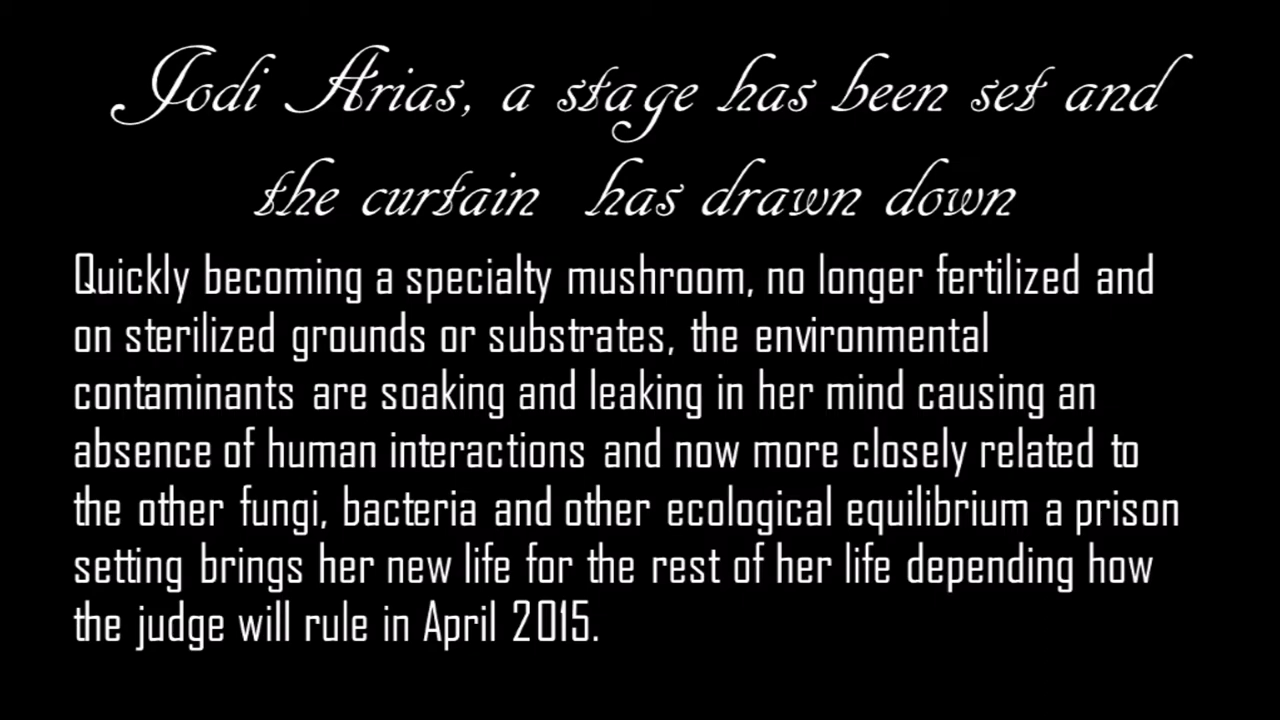 Jodi Arias, a stage has been set and
the curtain has drawn down
Quickly becoming a specialty mushroom, no longer fertilized and
on sterilized grounds or substrates, the environmental
contaminants are soaking and leaking in her mind causing an
absence of human interactions and now more closely related to
the other fungi, bacteria and other ecological equilibrium a prison
setting brings her new life for the rest of her life depending how
the judge will rule in April 2015.